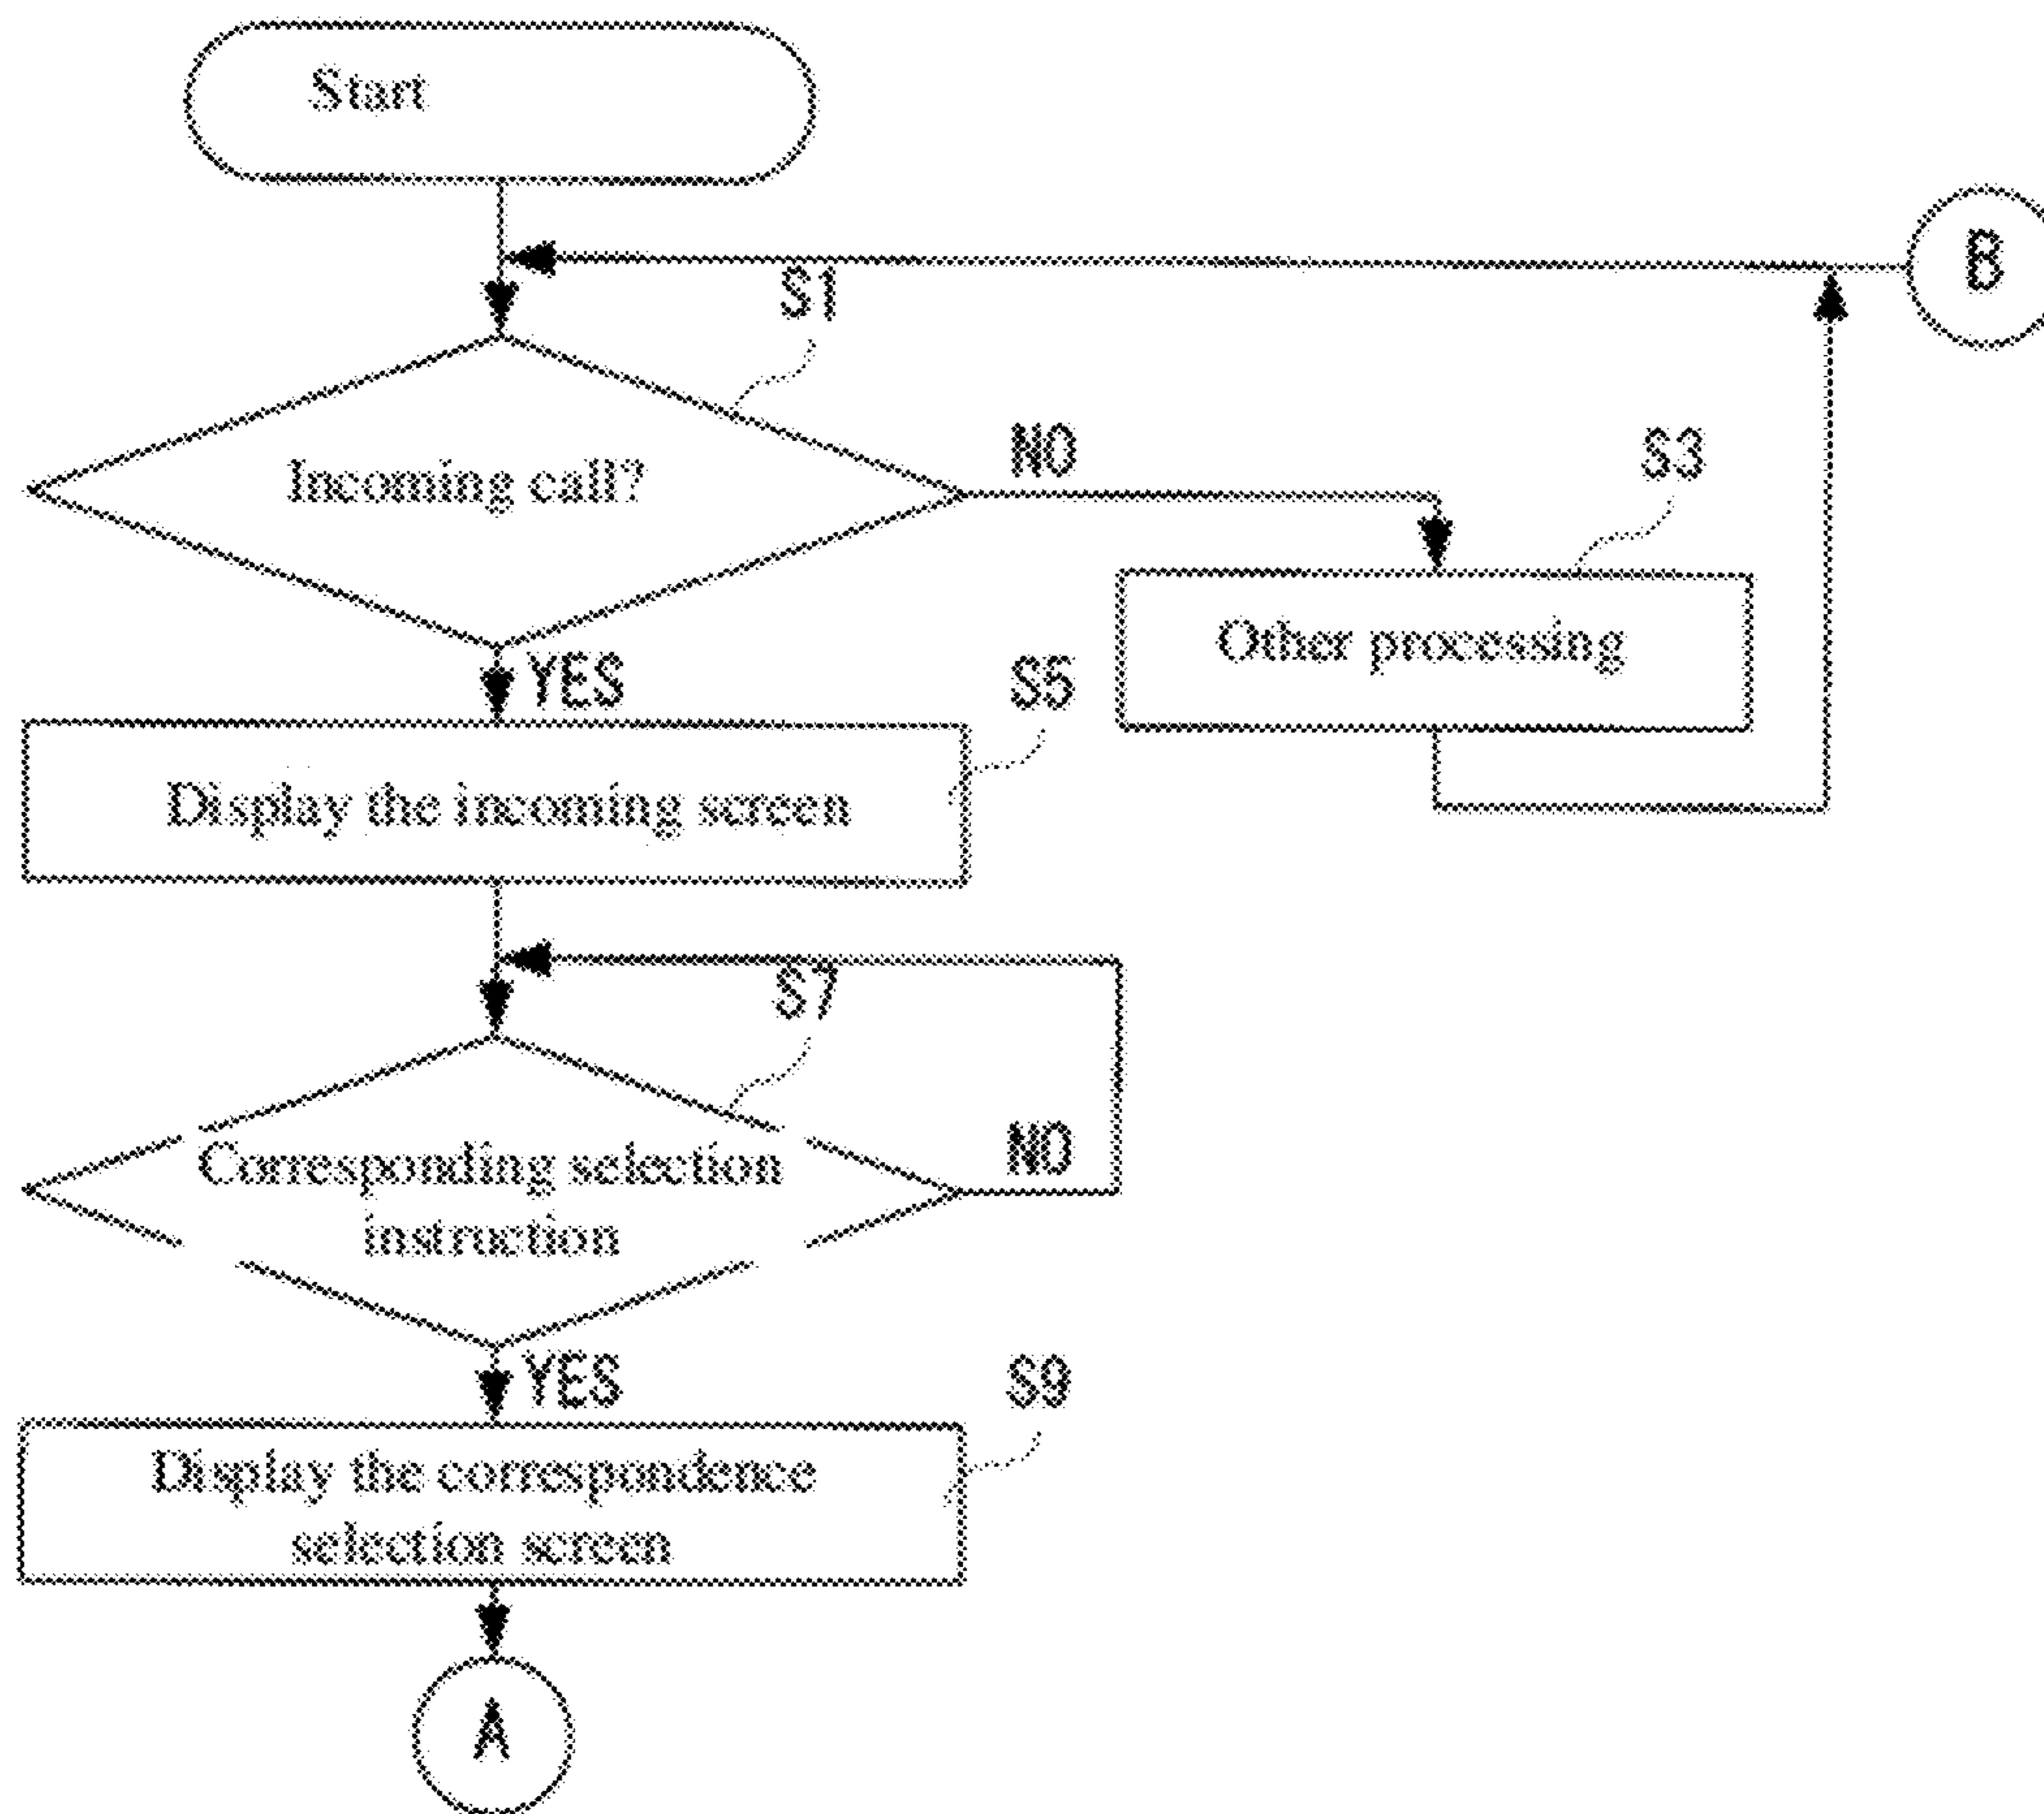 Start
B
S1
Incoming call?
NO
S3
Other processing
YES
S5
Display the incoming screen
S7
Corresponding selection
instruction
NO
YES
S9
Display the correspondence
selection screen
A